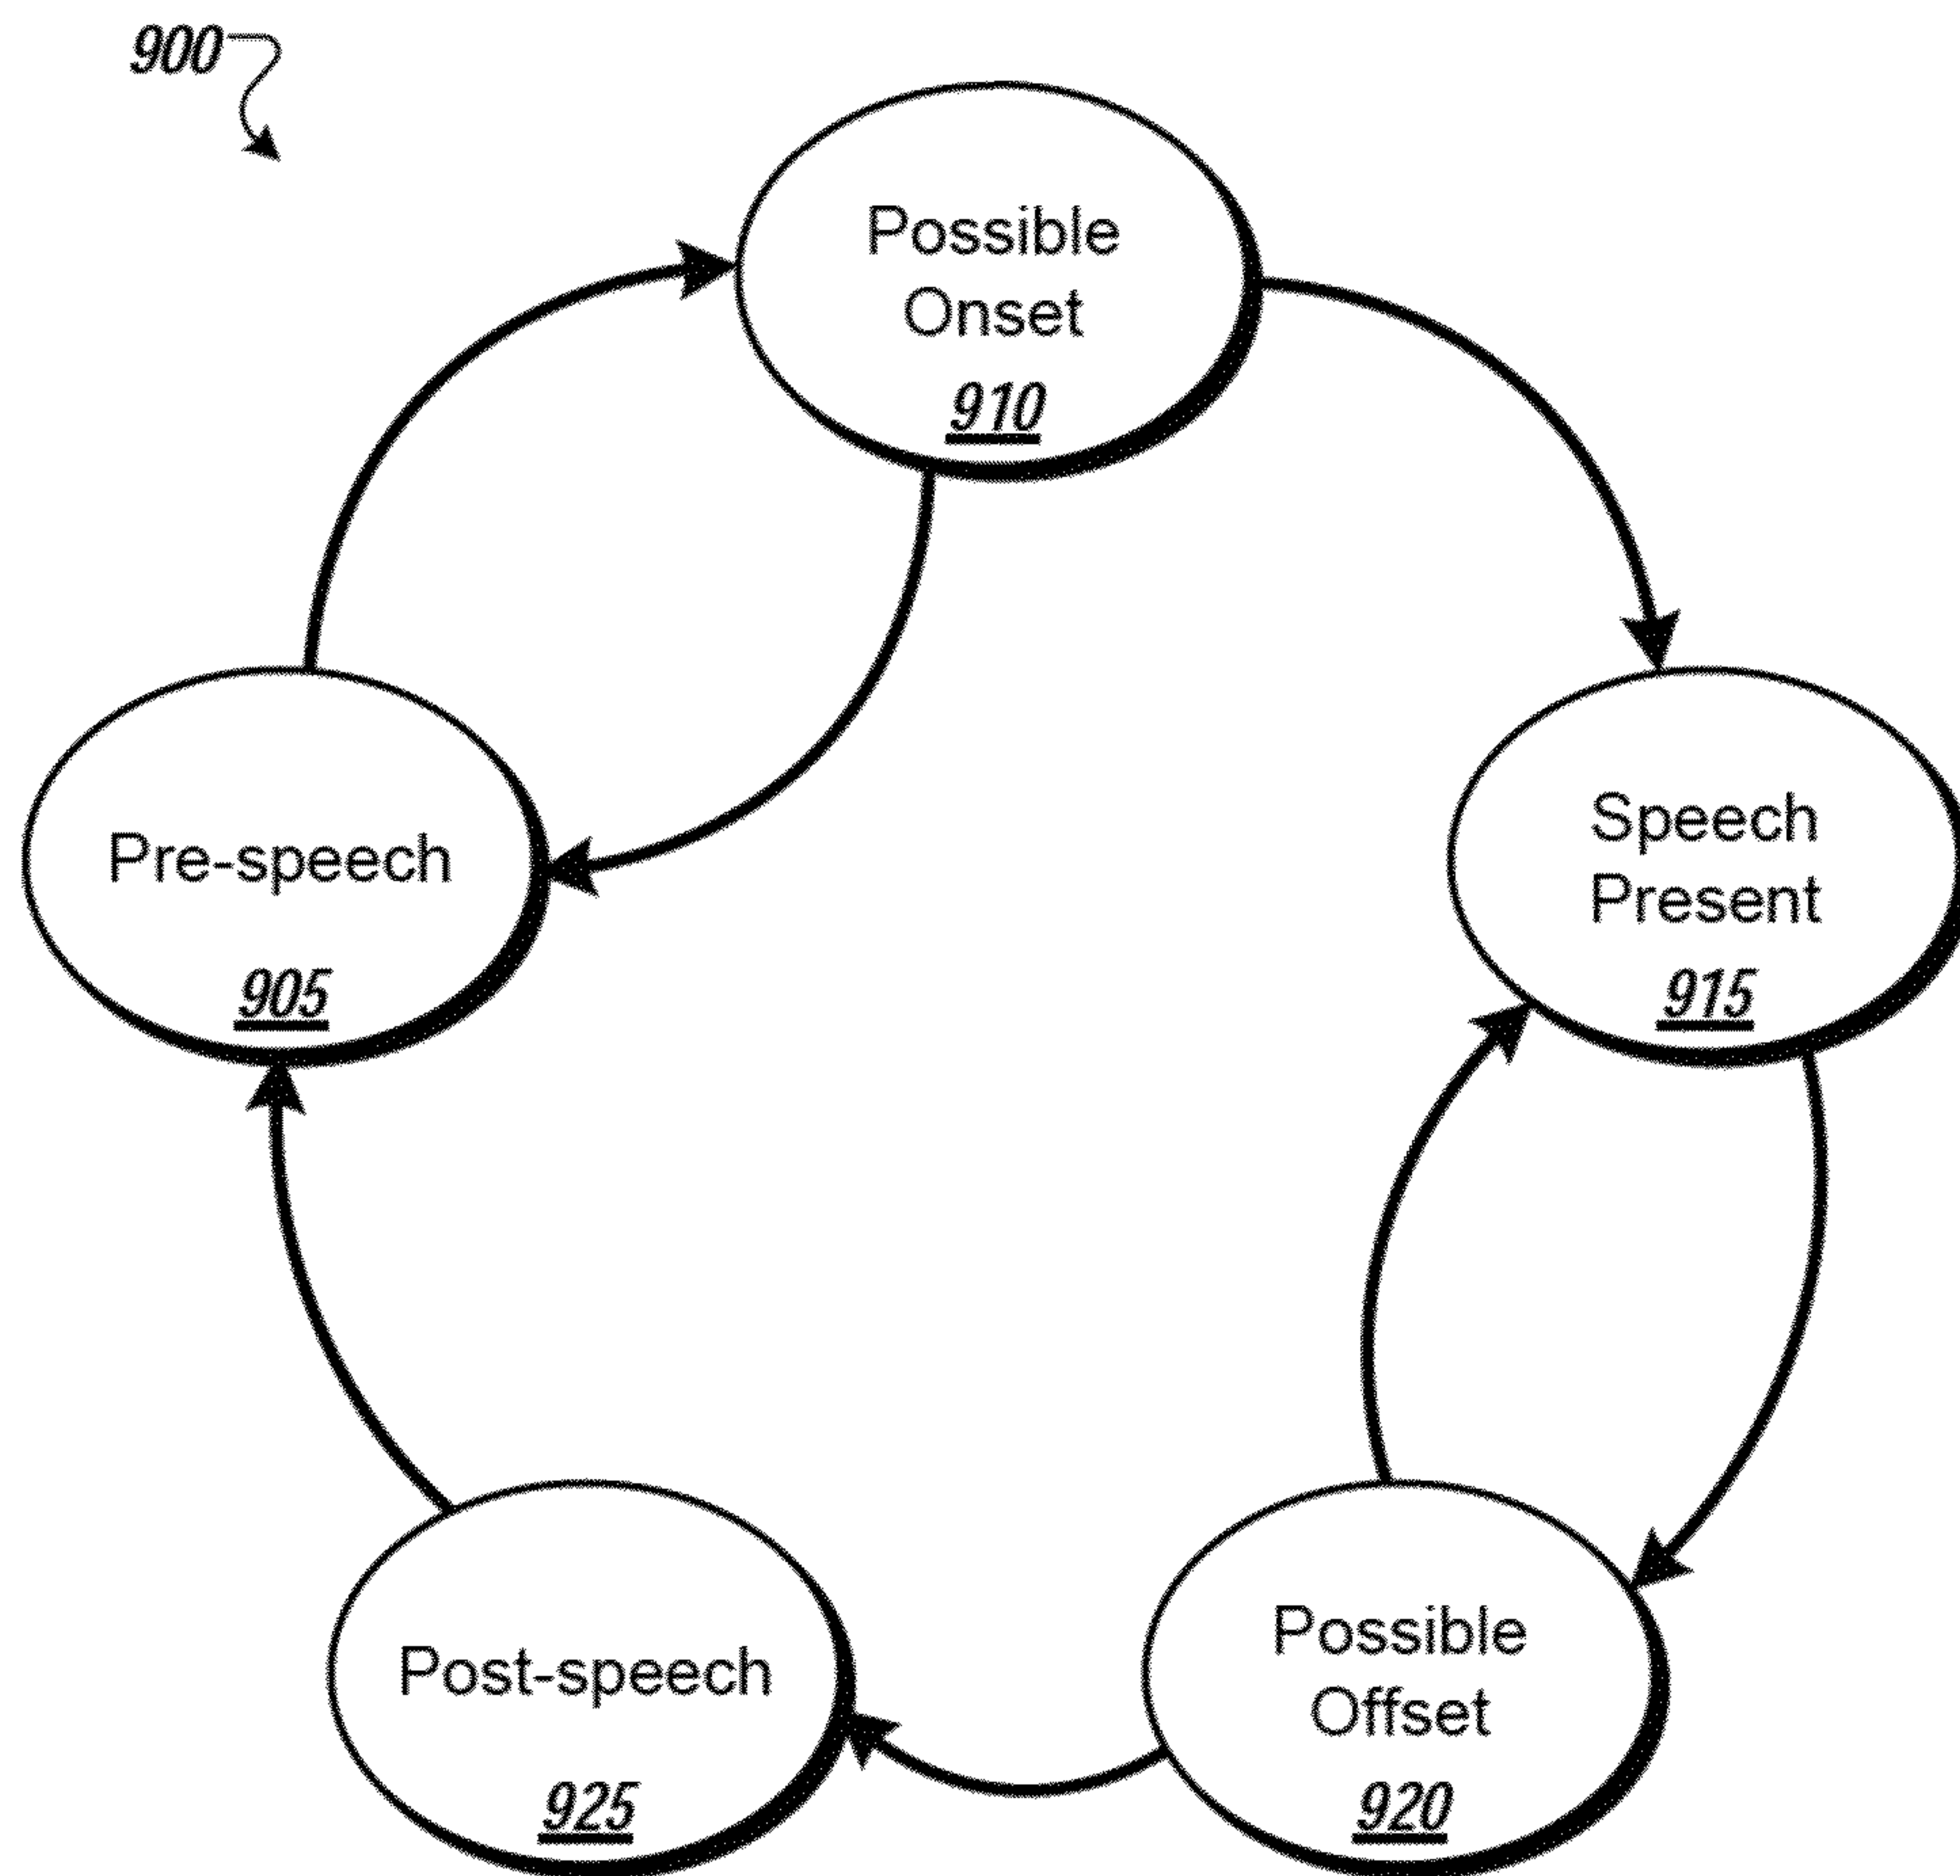 900
Possible
Onset
910
Pre-speech
905
Speech
Present
915
Post-speech
925
Possible
Offset
920